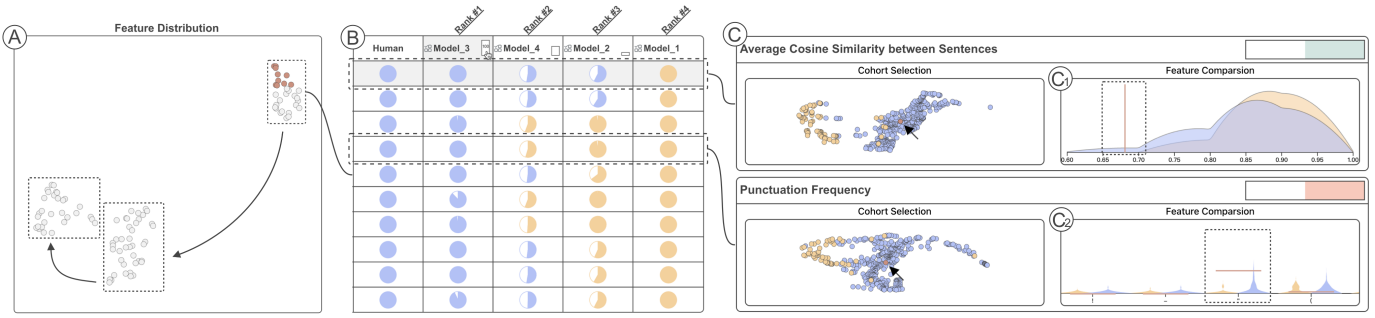 A
Feature Distribution
B
Rank #1
Rank #2
Rank #3
Rank #4
Human
Model_3
Model_4
Model_2
Model_1
C
Average Cosine Similarity between Sentences
Cohort Selection
C1
Feature Comparsion
0.60
0.65
0.70
0.75
0.80
0.85
0.90
0.95
1.00
Punctuation Frequency
Cohort Selection
C2
Feature Comparsion